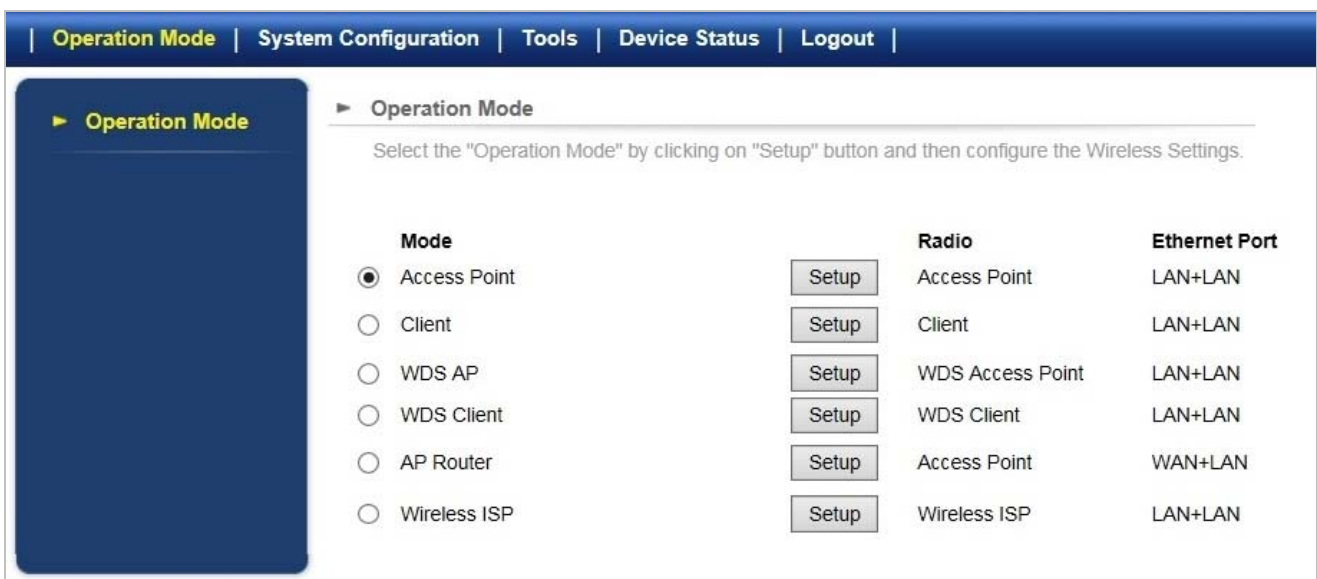 | Operation Mode | System Configuration | Tools | Device Status | Logout |
► Operation Mode
► Operation Mode
Select the "Operation Mode" by clicking on "Setup" button and then configure the Wireless Settings.
Mode Radio Ethernet Port
Access Point Setup Access Point LAN+LAN
Client Setup Client LAN+LAN
WDS AP Setup WDS Access Point LAN+LAN
WDS Client Setup WDS Client LAN+LAN
AP Router Setup Access Point WAN+LAN
Wireless ISP Setup Wireless ISP LAN+LAN